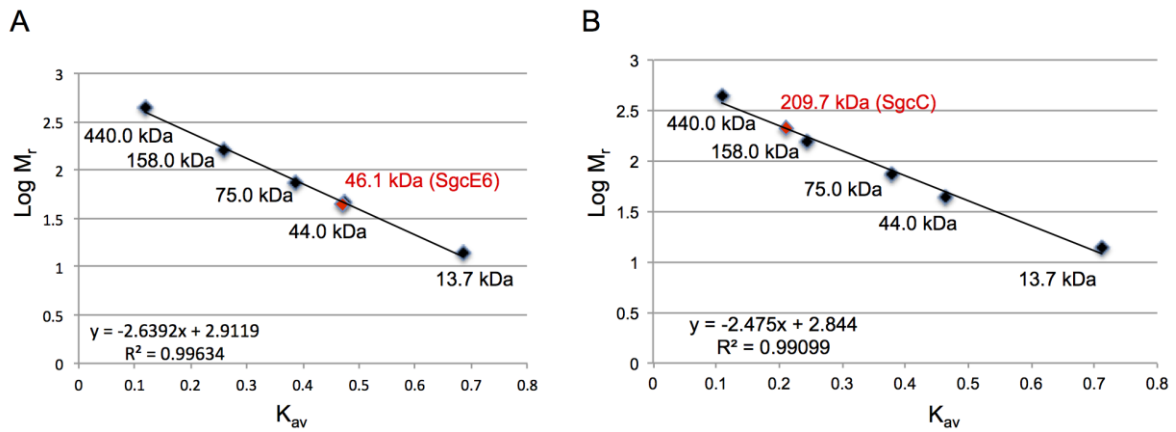 A
Log Mr
3
2.5
2
1.5
1
0.5
0
440.0 kDa
158.0 kDa
75.0 kDa
46.1 kDa (SgcE6)
44.0 kDa
13.7 kDa
y = -2.6392x + 2.9119
R² = 0.99634
0 0.1 0.2 0.3 0.4 0.5 0.6 0.7 0.8
Kav
B
Log Mr
3
2.5
2
1.5
1
0.5
0
209.7 kDa (SgcC)
440.0 kDa
158.0 kDa
75.0 kDa
44.0 kDa
13.7 kDa
y = -2.475x + 2.844
R² = 0.99099
0 0.1 0.2 0.3 0.4 0.5 0.6 0.7 0.8
Kav